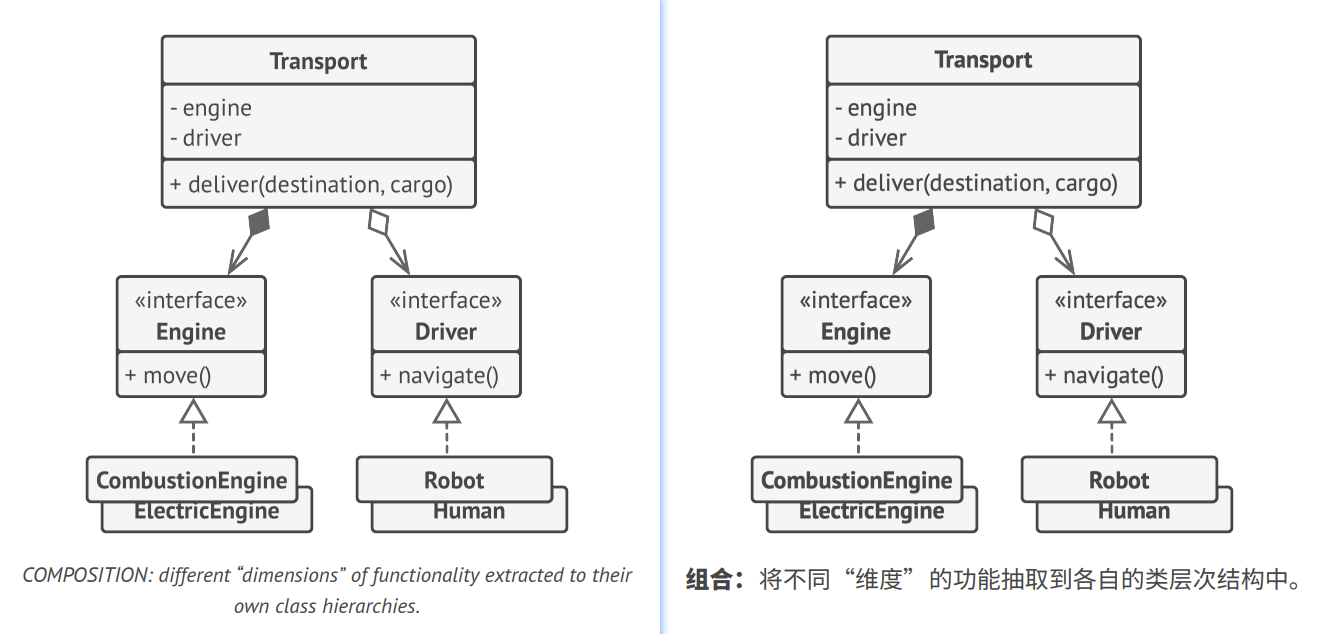 Transport
- engine
- driver
+ deliver(destination, cargo)
«interface»
Engine
+ move()
«interface»
Driver
+ navigate()
CombustionEngine
ElectricEngine
Robot
Human
COMPOSITION: different “dimensions” of functionality extracted to their
own class hierarchies.
Transport
- engine
- driver
+ deliver(destination, cargo)
«interface»
Engine
+ move()
«interface»
Driver
+ navigate()
CombustionEngine
ElectricEngine
Robot
Human
组合：将不同“维度”的功能抽取到各自的类层次结构中。